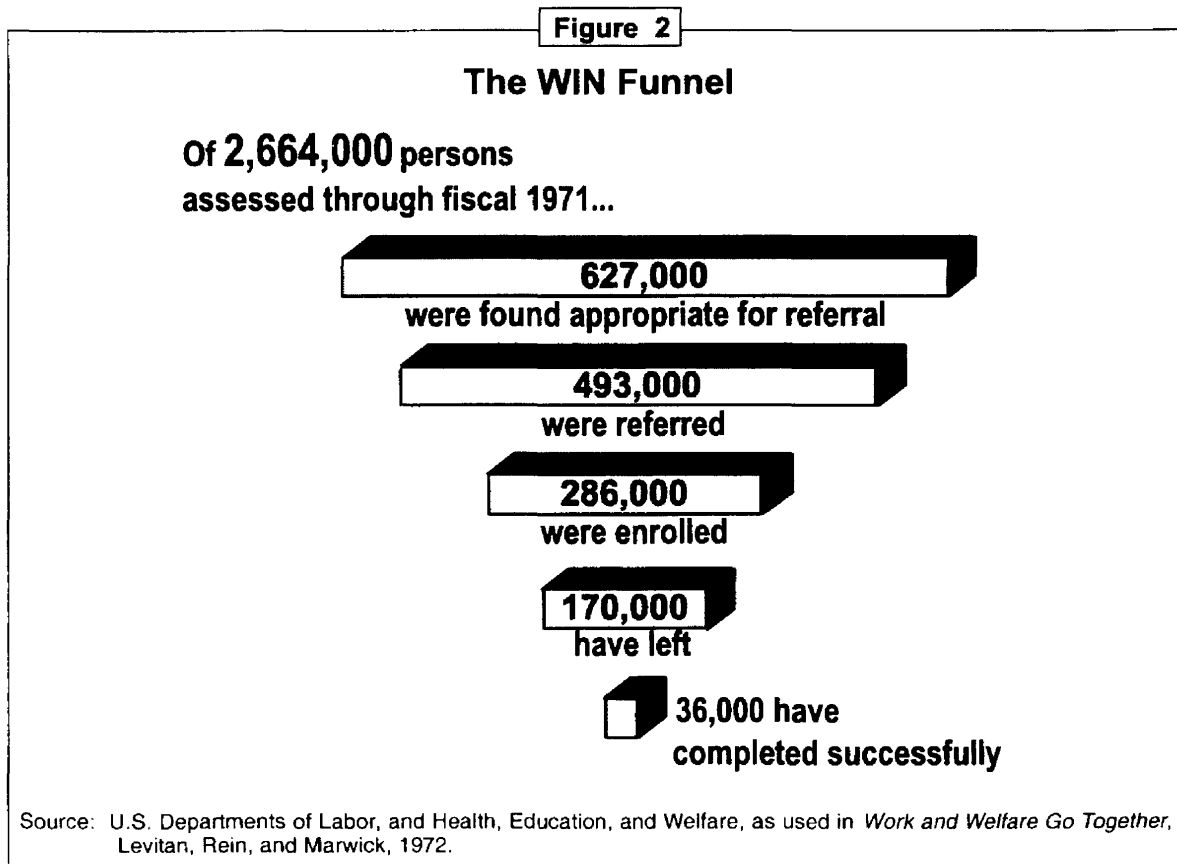 Figure 2
The WIN Funnel
Of 2,664,000 persons
assessed through fiscal 1971...
627,000
were found appropriate for referral
493,000
were referred
286,000
were enrolled
170,000
have left
36,000 have
completed successfully
Source: U.S. Departments of Labor, and Health, Education, and Welfare, as used in Work and Welfare Go Together,
Levitan, Rein, and Marwick, 1972.